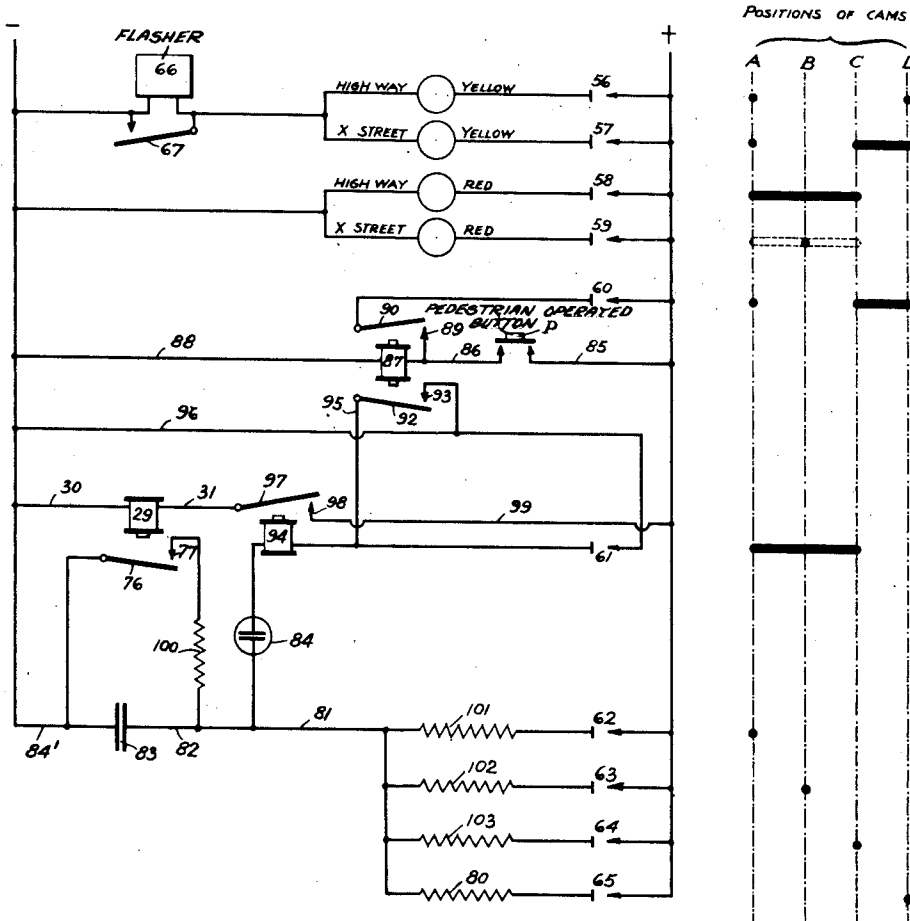 POSITIONS OF CAMS
A B C D
− +
FLASHER
66
67
HIGH WAY YELLOW 56
X STREET YELLOW 57
HIGH WAY RED 58
X STREET RED 59
60
90
PEDESTRIAN OPERATED
89 BUTTON P
88 87 86 85
93
95 92
96
30 31 97 98 99
29 94
77 61
76
84
100
84' 83 82 81 101 62
102 63
103 64
80 65